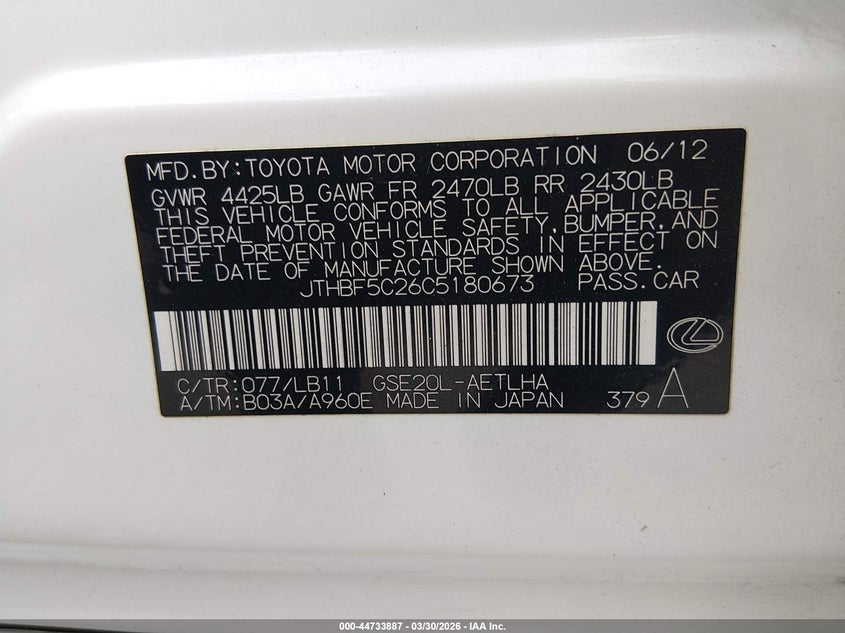 MFD.BY:TOYOTA MOTOR CORPORATION 06/12
GVWR 4425LB GAWR FR 2470LB RR 2430LB
THIS VEHICLE CONFORMS TO ALL APPLICABLE
FEDERAL MOTOR VEHICLE SAFETY,BUMPER,AND
THEFT PREVENTION STANDARDS IN EFFECT ON
THE DATE OF MANUFACTURE SHOWN ABOVE.
JTHBF5C26C5180673 PASS.CAR
C/TR:077/LB11 GSE20L-AETLHA
A/TM:B03A/A960E MADE IN JAPAN 379 A
000-44733887 - 03/30/2026 - IAA Inc.